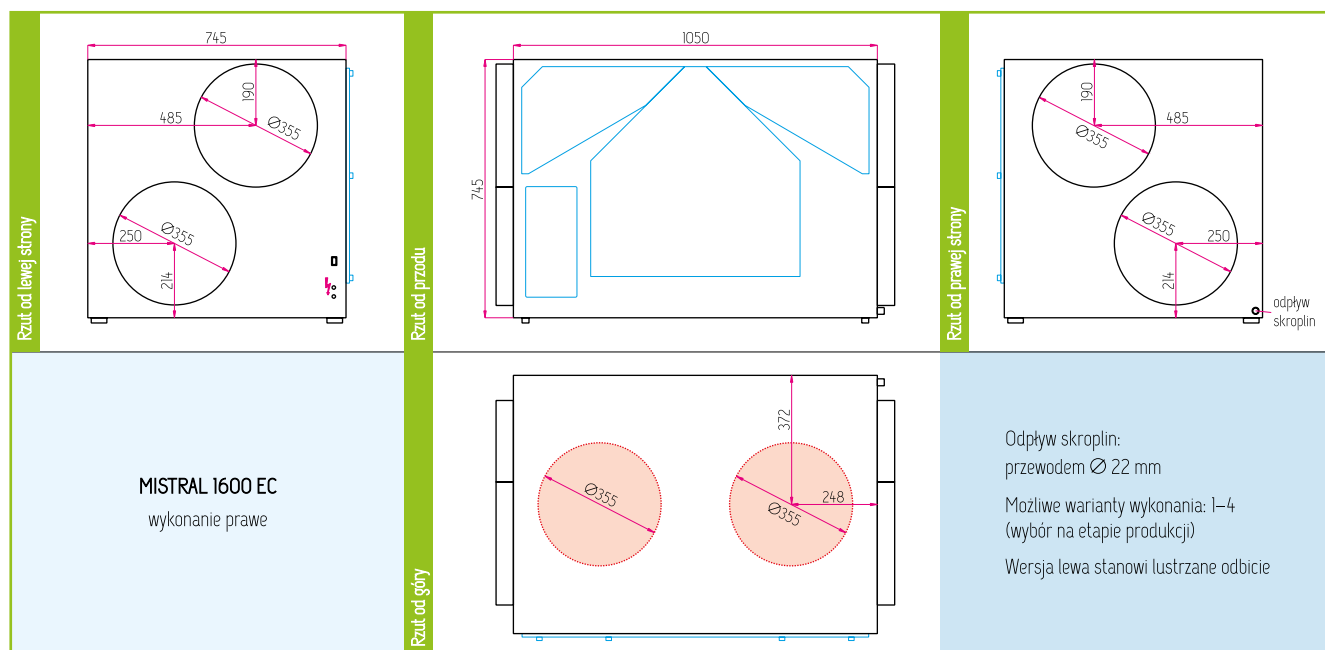 Rzut od lewej strony
745
190
485
Ø355
250
Ø355
214
Rzut od przodu
1050
745
Rzut od prawej strony
190
485
Ø355
Ø355
250
214
odpływ
skroplin
MISTRAL 1600 EC
wykonanie prawe
Rzut od góry
372
Ø355
248
Ø355
Odpływ skroplin:
przewodem Ø 22 mm
Możliwe warianty wykonania: 1–4
(wybór na etapie produkcji)
Wersja lewa stanowi lustrzane odbicie